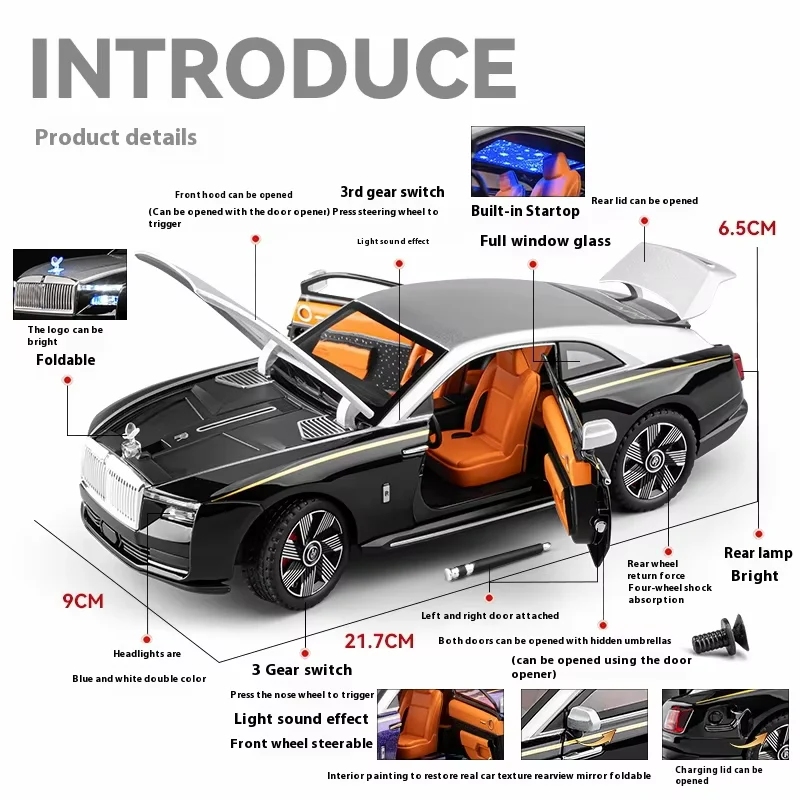 INTRODUCE
Product details
Front hood can be opened
(Can be opened with the door opener)
trigger
3rd gear switch
Press steering wheel to
Light sound effect
Built-in Startop
Full window glass
Rear lid can be opened
6.5CM
The logo can be
bright
Foldable
9CM
21.7CM
Headlights are
Blue and white double color
3 Gear switch
Press the nose wheel to trigger
Light sound effect
Front wheel steerable
Left and right door attached
Both doors can be opened with hidden umbrellas
(can be opened using the door
opener)
Rear wheel
return force
Four-wheel shock
absorption
Rear lamp
Bright
Interior painting to restore real car texture rearview mirror foldable
Charging lid can be
opened